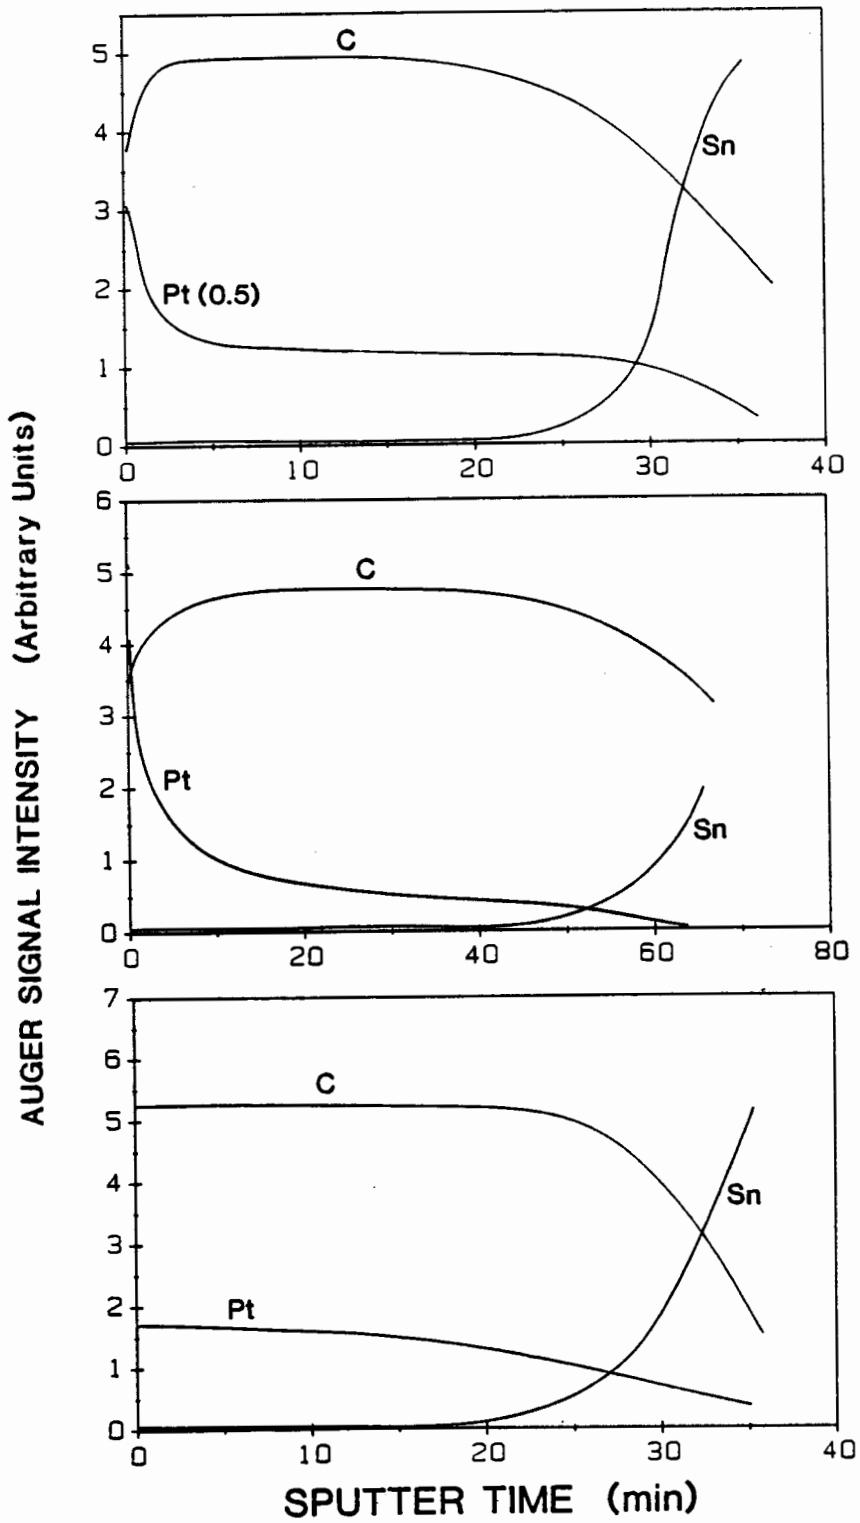 AUGER SIGNAL INTENSITY (Arbitrary Units)
5
4
3
2
1
0
C
Sn
Pt (0.5)
0 10 20 30 40
6
5
4
3
2
1
0
C
Pt
Sn
0 20 40 60 80
7
6
5
4
3
2
1
0
C
Sn
Pt
0 10 20 30 40
SPUTTER TIME (min)